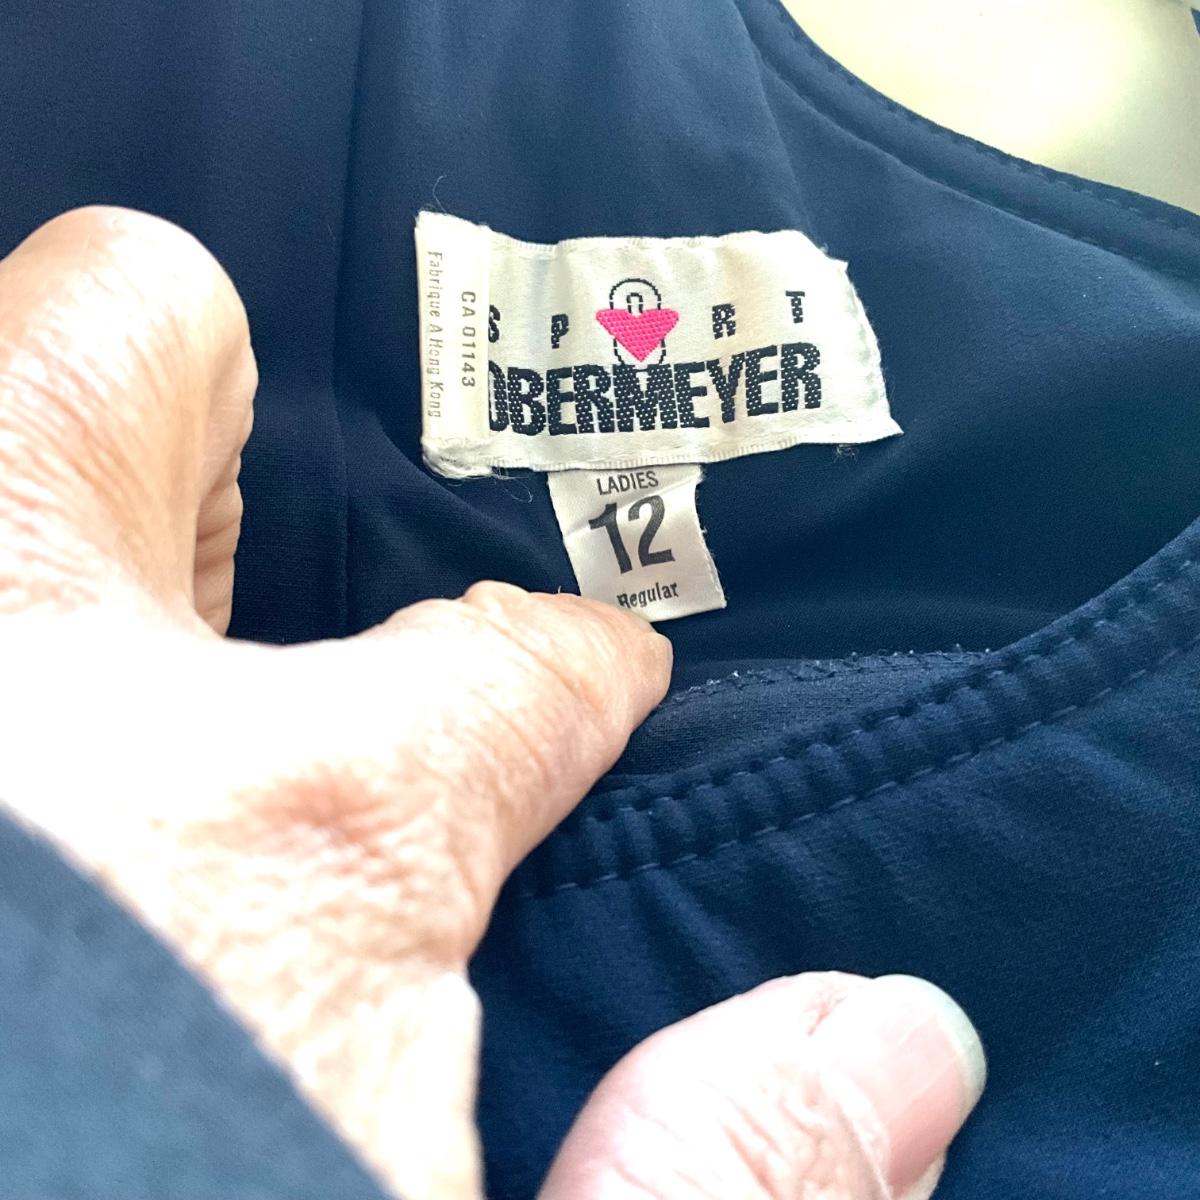 Fabrique A Hong Kong
CA 01143
SPORT
OBERMEYER
LADIES
12
Regular